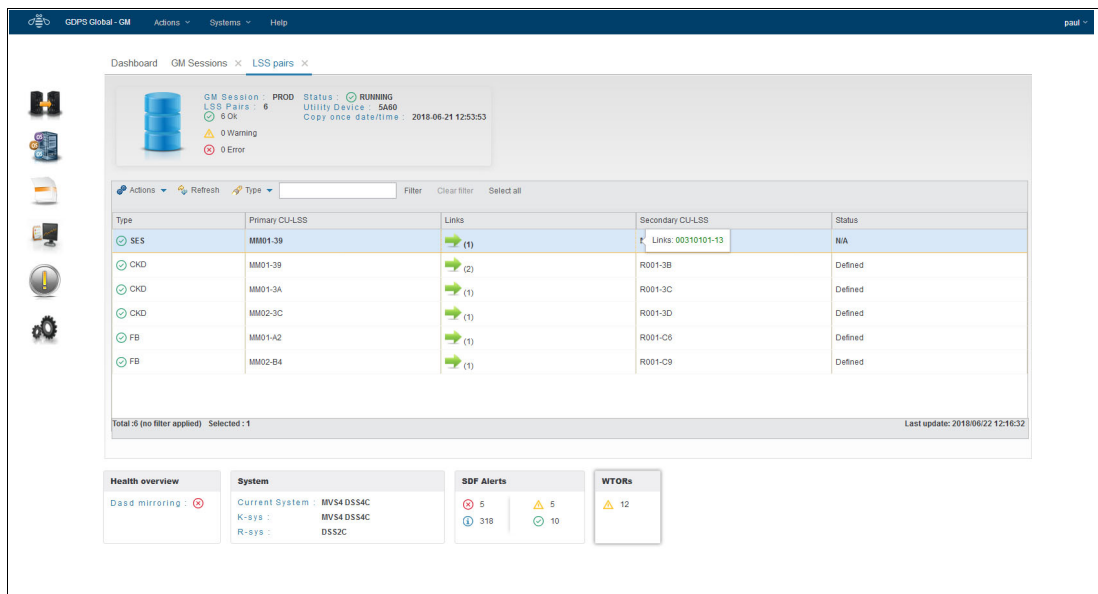 GDPS Global - GM Actions Systems Help paul
Dashboard GM Sessions × LSS pairs ×
GM Session : PROD Status : RUNNING
LSS Pairs : 6 Utility Device : 5A60
6 Ok Copy once date/time : 2018-06-21 12:53:53
0 Warning
0 Error
Actions Refresh Type Filter Clear filter Select all
Type Primary CU-LSS Links Secondary CU-LSS Status
SES MM01-39 (1) Links: 00310101-13 N/A
CKD MM01-39 (2) R001-3B Defined
CKD MM01-3A (1) R001-3C Defined
CKD MM02-3C (1) R001-3D Defined
FB MM01-A2 (1) R001-C6 Defined
FB MM02-B4 (1) R001-C9 Defined
Total :6 (no filter applied) Selected : 1 Last update: 2018/06/22 12:16:32
Health overview System SDF Alerts WTORs
Dasd mirroring : Current System : MVS4 DSS4C 5 5 12
K-sys : MVS4 DSS4C 318 10
R-sys : DSS2C